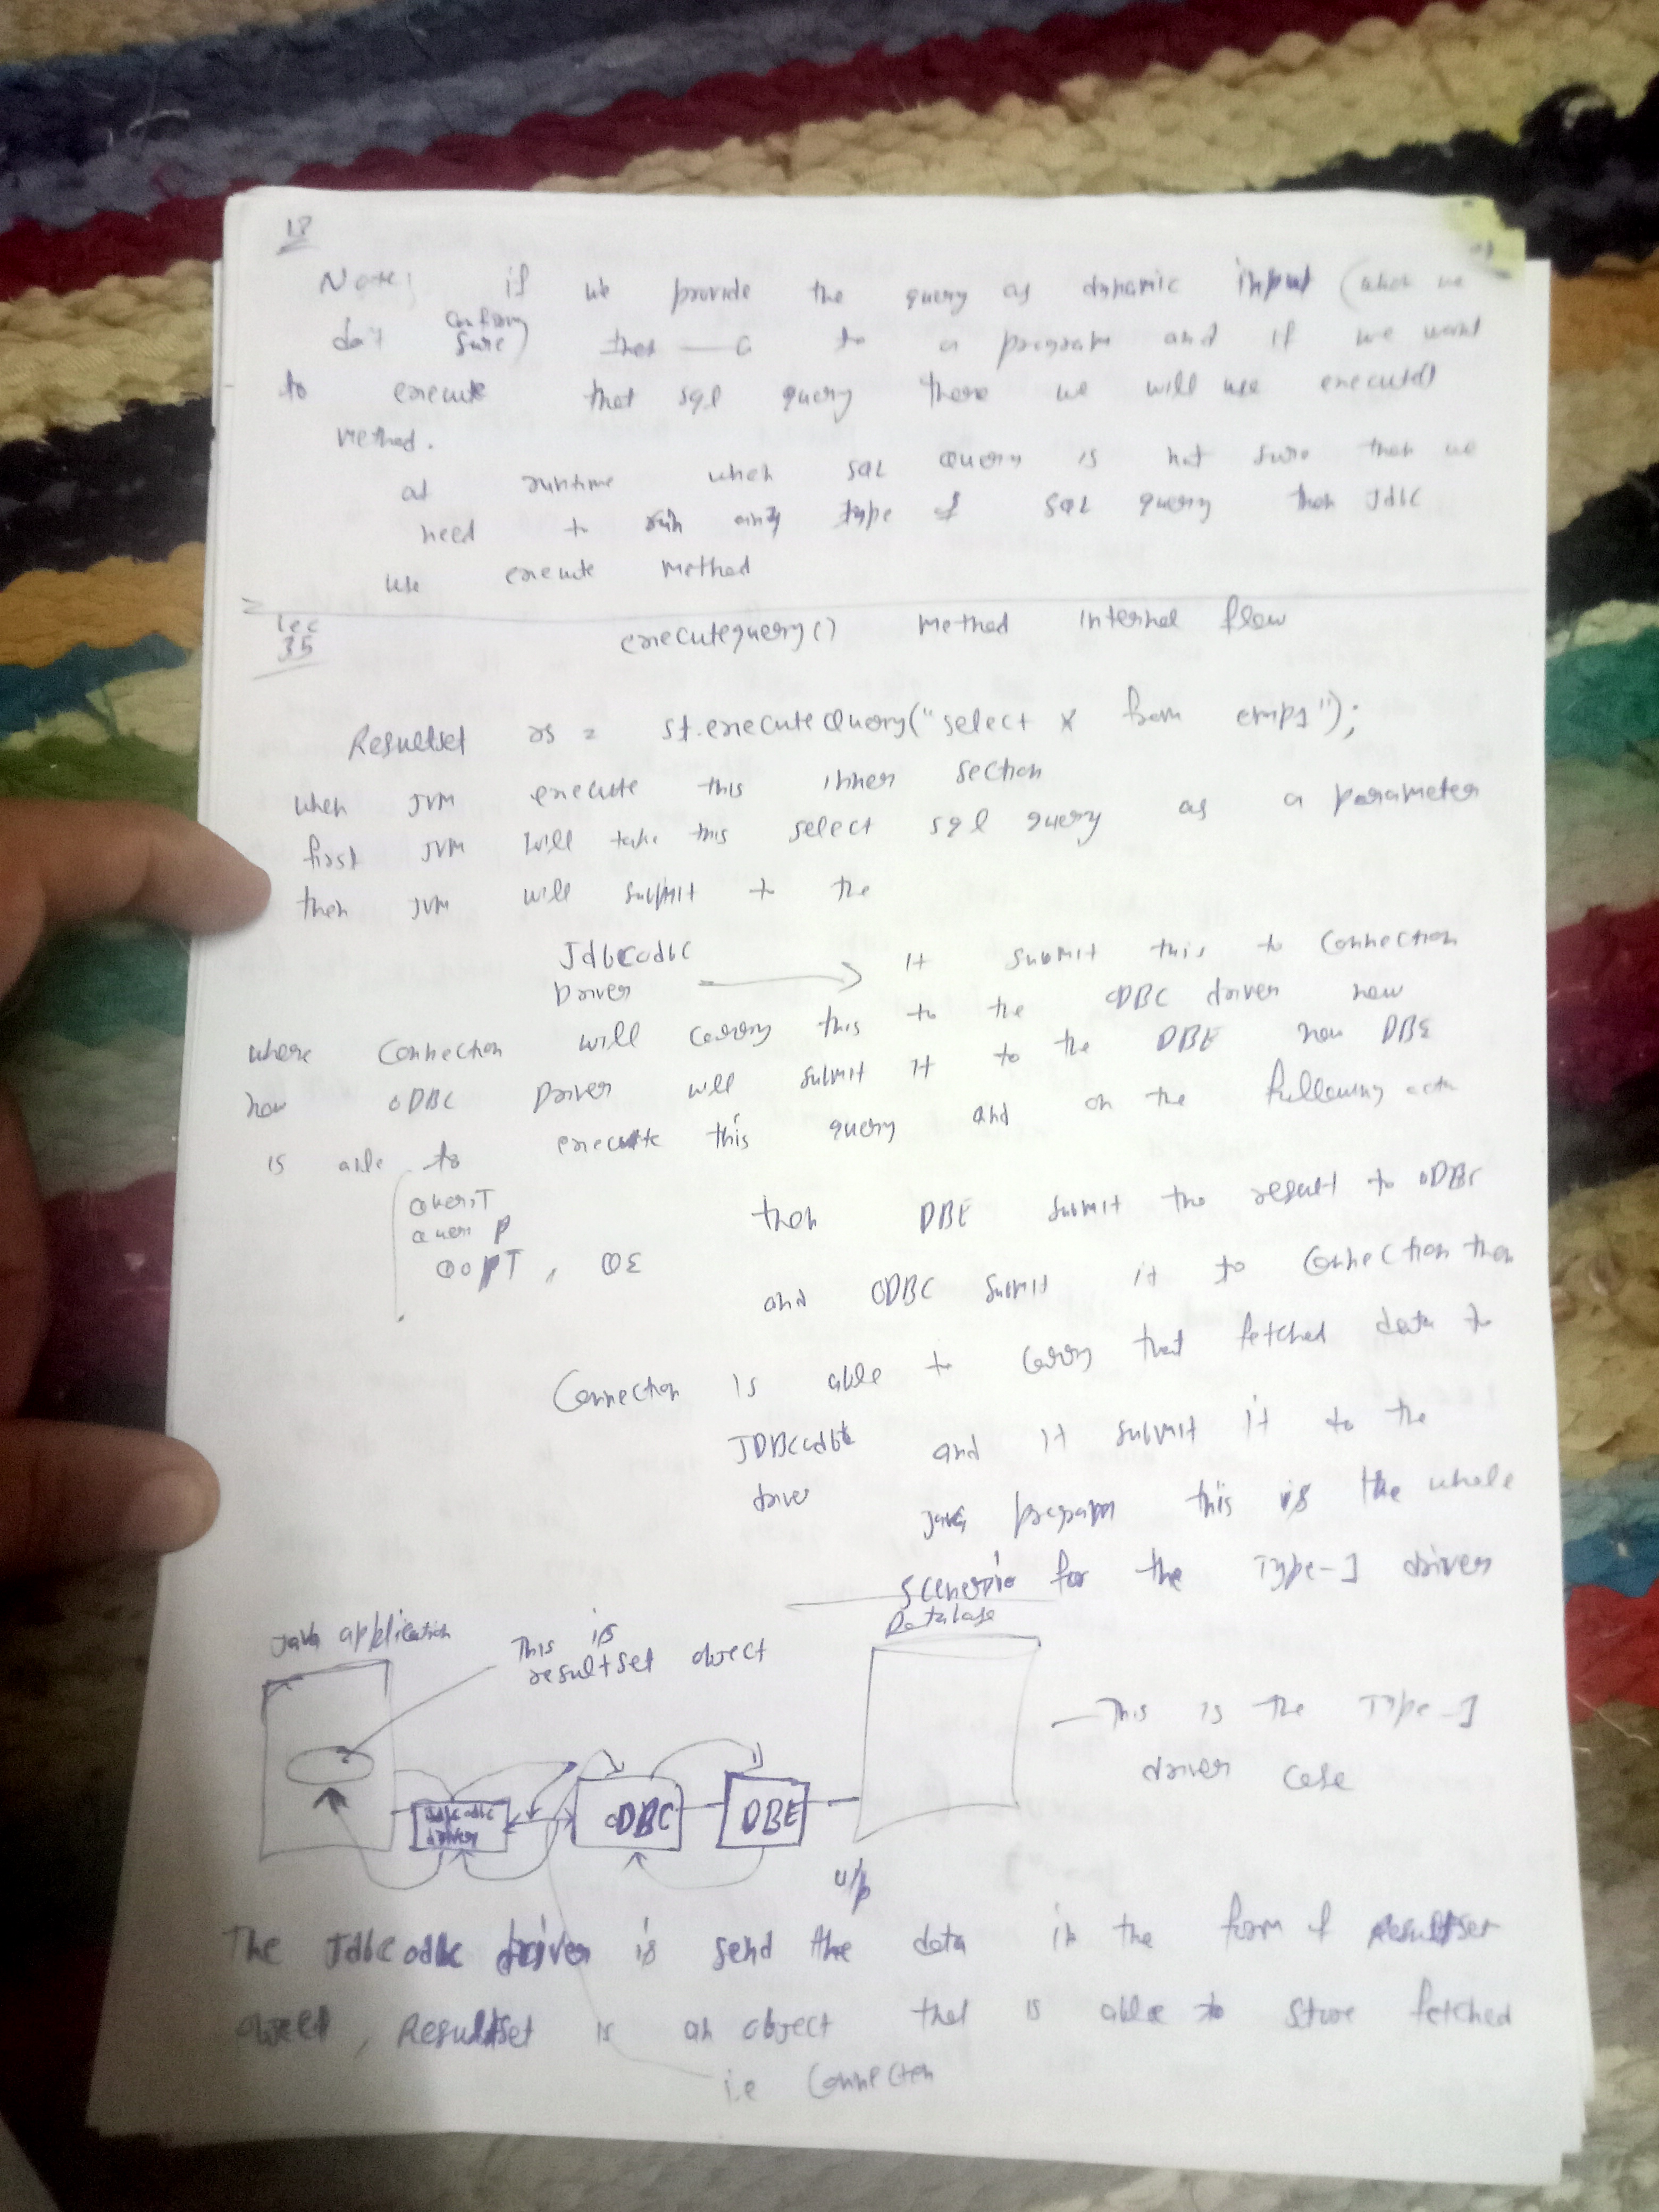 18
Note; if we provide the query as dynamic input (when we
confirm
don't sure) then — a to a program and if we want
to execute that sql query there we will use execute()
method.
at runtime when SQL Query is not sure then we
need to run any type of SQL query then Jdbc
use execute method
Lec
35
executequery() method internal flow
Resultset rs = st.executeQuery("select * from emp1");
when JVM execute this inner section
first JVM will take this select sql query as a parameter
then JVM will submit to the
Jdbcodbc
Driver → It submit this to Connection
where Connection will carry this to the ODBC driver now
now ODBC Driver will submit it to the DBE now DBE
is able to execute this query and on the following
QuerT
Quer P
QOPT, QE
then DBE submit the result to ODBC
and ODBC submit it to Connection then
Connection is able to carry that fetched data to
JDBCodbc
driver
and it submit it to the
java program this is the whole
scenerio for the Type-1 driver
Java application
This is
resultset object
Database
This is the Type-1
driver case
Jdbcodbc
driver
ODBC
DBE
o/p
The Jdbcodbc driver is send the data in the form of Resultset
object, Resultset is an object that is able to store fetched
i.e Connection